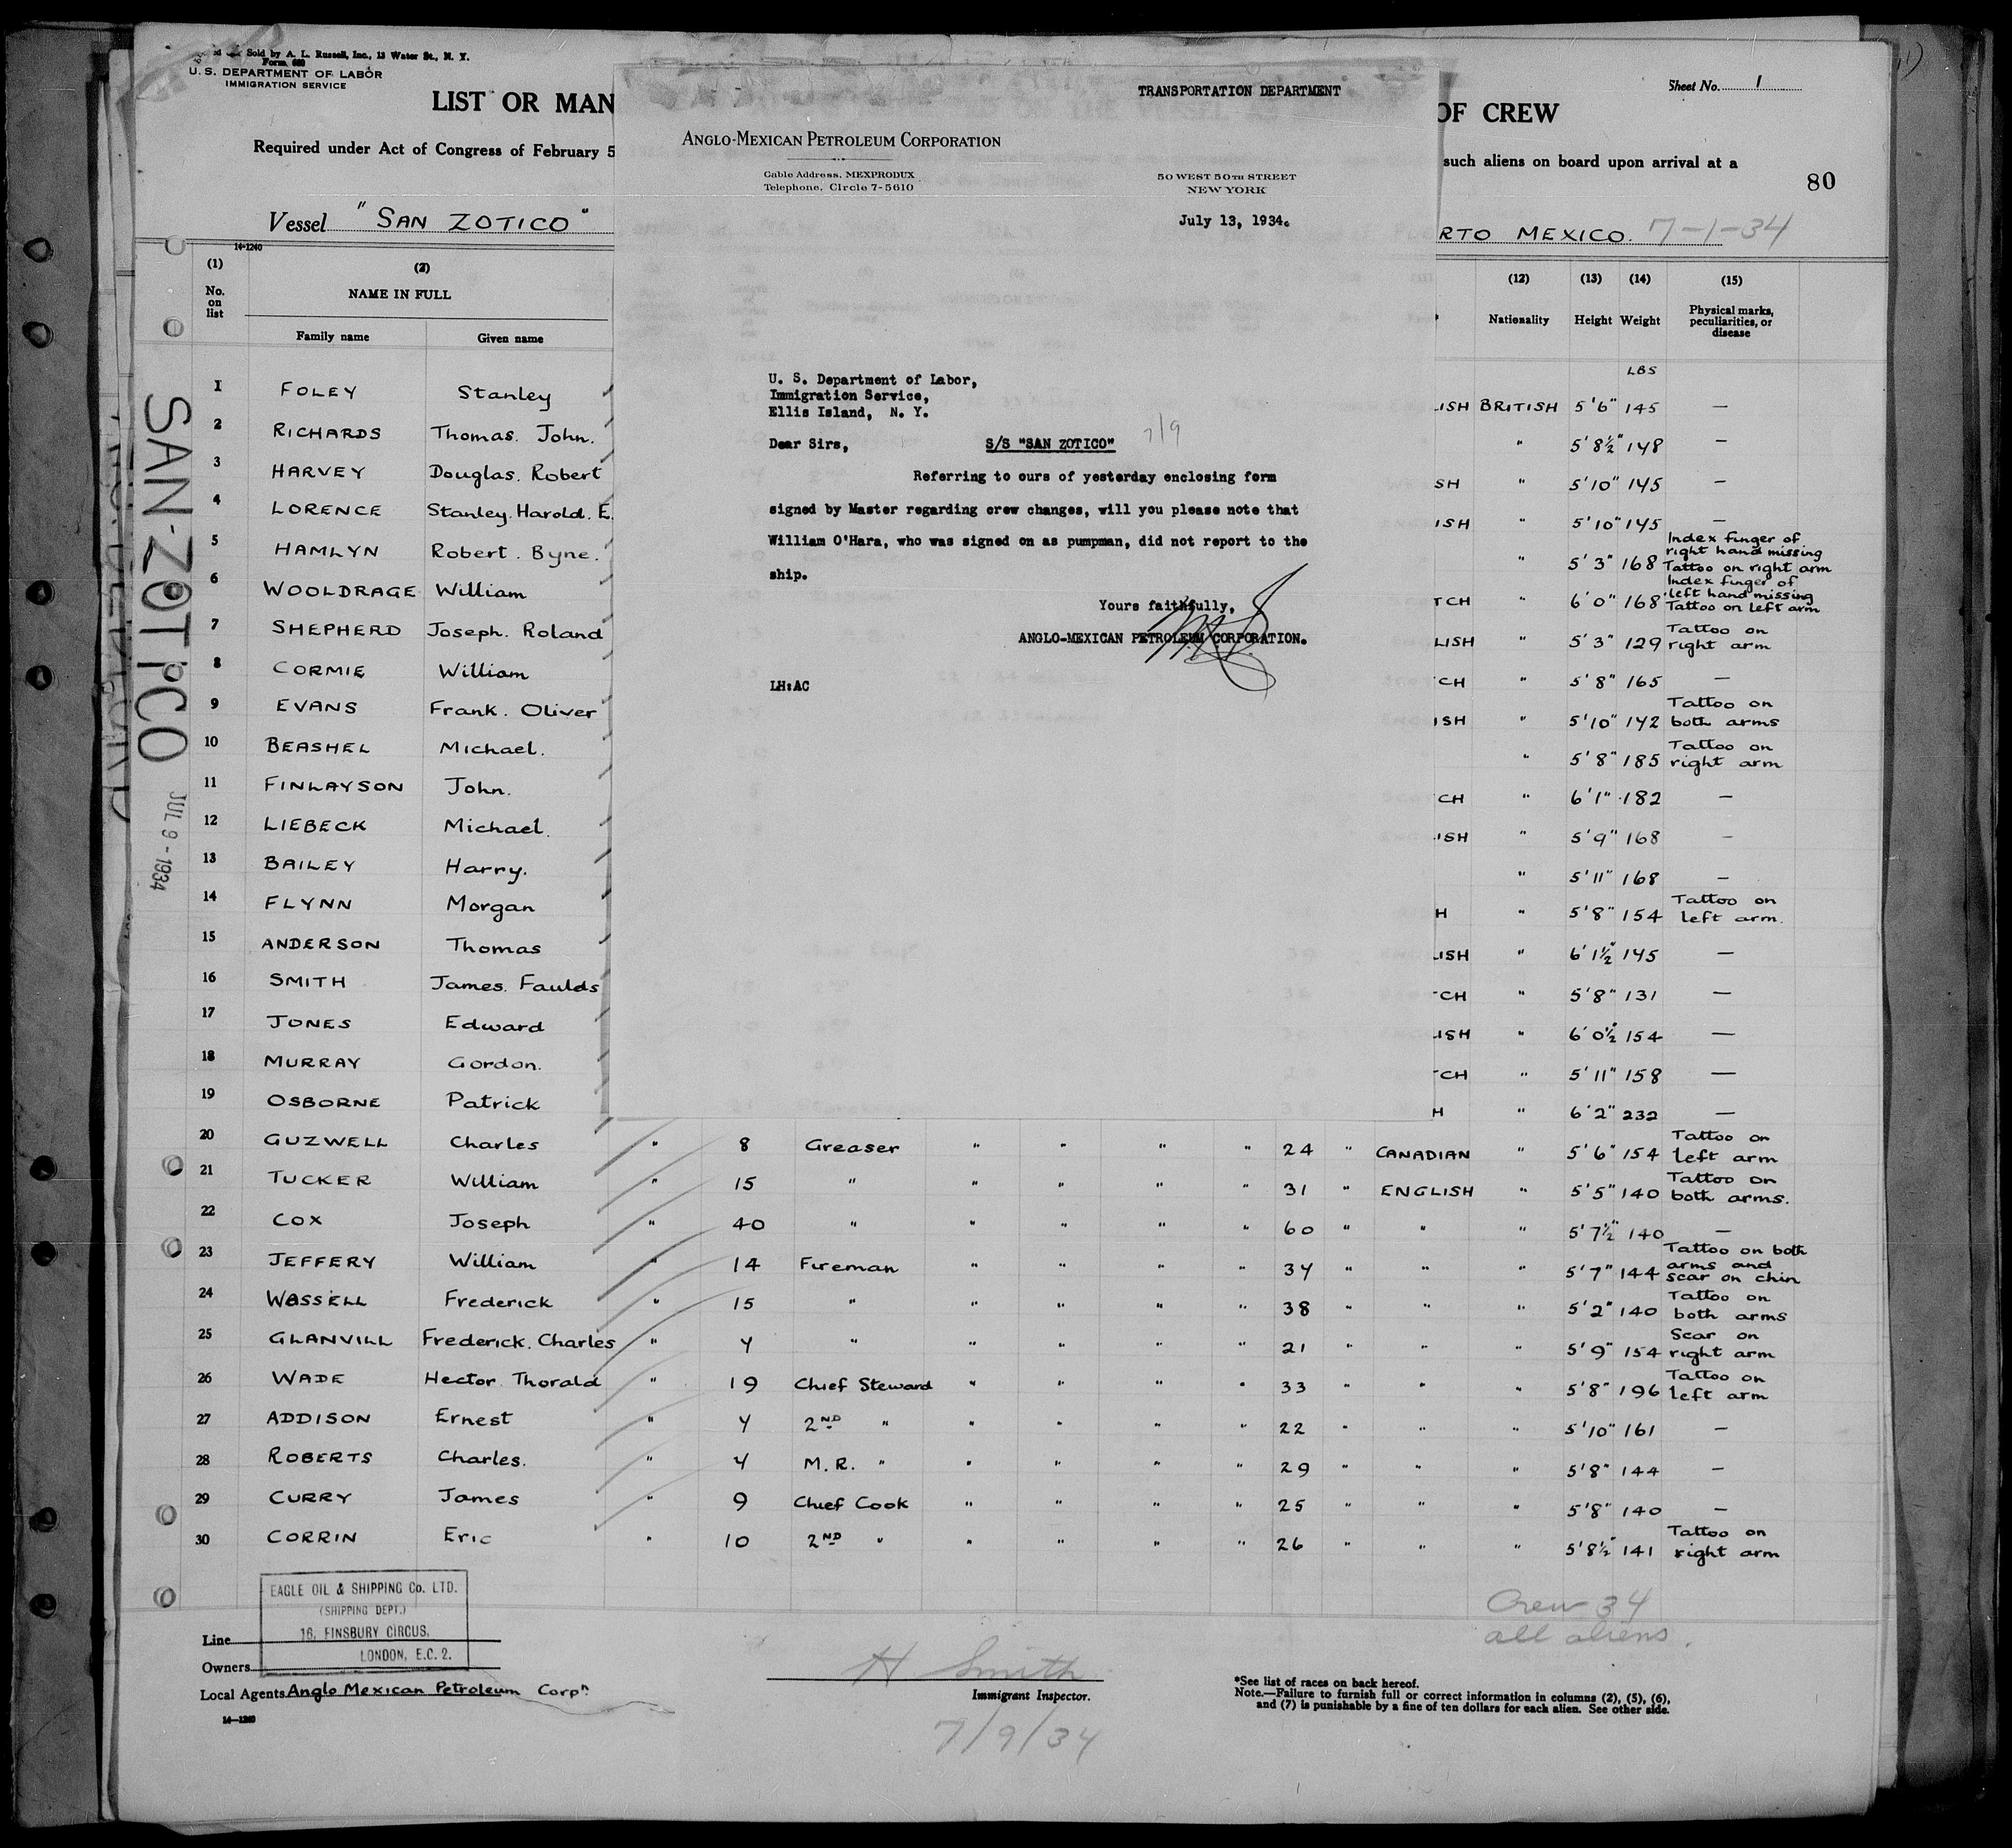 Sold by A. L. Russell, Inc., 13 Water St., N. Y.
Form 680
U. S. DEPARTMENT OF LABOR
IMMIGRATION SERVICE
Sheet No. 1
LIST OR MAN
OF CREW
Required under Act of Congress of February 5
such aliens on board upon arrival at a
80
Vessel "SAN ZOTICO"
RTO MEXICO. 7-1-34
14-1240
TRANSPORTATION DEPARTMENT
ANGLO-MEXICAN PETROLEUM CORPORATION
Cable Address, MEXPRODUX
Telephone, Circle 7-5610
50 WEST 50TH STREET
NEW YORK
July 13, 1934.
U. S. Department of Labor,
Immigration Service,
Ellis Island, N. Y.
Dear Sirs,
S/S "SAN ZOTICO" 7/9
Referring to ours of yesterday enclosing form
signed by Master regarding crew changes, will you please note that
William O'Hara, who was signed on as pumpman, did not report to the
ship.
Yours faithfully,
ANGLO-MEXICAN PETROLEUM CORPORATION.
LH:AC
SAN-ZOTICO
JUL 9-1934
(1) (2) (12) (13) (14) (15)
No. on list NAME IN FULL Nationality Height Weight Physical marks, peculiarities, or disease
Family name Given name
LBS
1 FOLEY Stanley ISH BRITISH 5'6" 145 —
2 RICHARDS Thomas. John. " 5'8½" 148 —
3 HARVEY Douglas. Robert SH " 5'10" 145 —
4 LORENCE Stanley. Harold. E. ISH " 5'10" 145 —
5 HAMLYN Robert. Byne. " 5'3" 168 Index finger of right hand missing Tattoo on right arm
6 WOOLDRAGE William TCH " 6'0" 168 Index finger of left hand missing Tattoo on left arm
7 SHEPHERD Joseph. Roland LISH " 5'3" 129 Tattoo on right arm
8 CORMIE William CH " 5'8" 165 —
9 EVANS Frank. Oliver ISH " 5'10" 142 Tattoo on both arms
10 BEASHEL Michael. " 5'8" 185 Tattoo on right arm
11 FINLAYSON John. CH " 6'1" 182 —
12 LIEBECK Michael. ISH " 5'9" 168 —
13 BAILEY Harry. " 5'11" 168 —
14 FLYNN Morgan H " 5'8" 154 Tattoo on left arm.
15 ANDERSON Thomas ISH " 6'1½" 145 —
16 SMITH James. Faulds CH " 5'8" 131 —
17 JONES Edward ISH " 6'0½" 154 —
18 MURRAY Gordon. CH " 5'11" 158 —
19 OSBORNE Patrick H " 6'2" 232 —
20 GUZWELL Charles " 8 Greaser " " " " 24 " CANADIAN " 5'6" 154 Tattoo on left arm
21 TUCKER William " 15 " " " " " 31 " ENGLISH " 5'5" 140 Tattoo on both arms.
22 COX Joseph " 40 " " " " " 60 " " " 5'7½" 140 —
23 JEFFERY William " 14 Fireman " " " " 34 " " " 5'7" 144 Tattoo on both arms and scar on chin
24 WASSELL Frederick " 15 " " " " " 38 " " " 5'2" 140 Tattoo on both arms
25 GLANVILL Frederick. Charles " 4 " " " " " 21 " " " 5'9" 154 Scar on right arm
26 WADE Hector Thorald " 19 Chief Steward " " " " 33 " " " 5'8" 196 Tattoo on left arm
27 ADDISON Ernest " 4 2ND " " " " " 22 " " " 5'10" 161 —
28 ROBERTS Charles. " 4 M.R. " " " " " 29 " " " 5'8" 144 —
29 CURRY James " 9 Chief Cook " " " " 25 " " " 5'8" 140 —
30 CORRIN Eric " 10 2ND " " " " " 26 " " " 5'8½" 141 Tattoo on right arm
Crew 34
all aliens.
EAGLE OIL & SHIPPING Co. LTD.
(SHIPPING DEPT.)
16, FINSBURY CIRCUS,
LONDON, E.C. 2.
Line
Owners
Local Agents Anglo Mexican Petroleum Corpn.
14-1240
H Smith
Immigrant Inspector.
7/9/34
*See list of races on back hereof.
Note.—Failure to furnish full or correct information in columns (2), (5), (6),
and (7) is punishable by a fine of ten dollars for each alien. See other side.